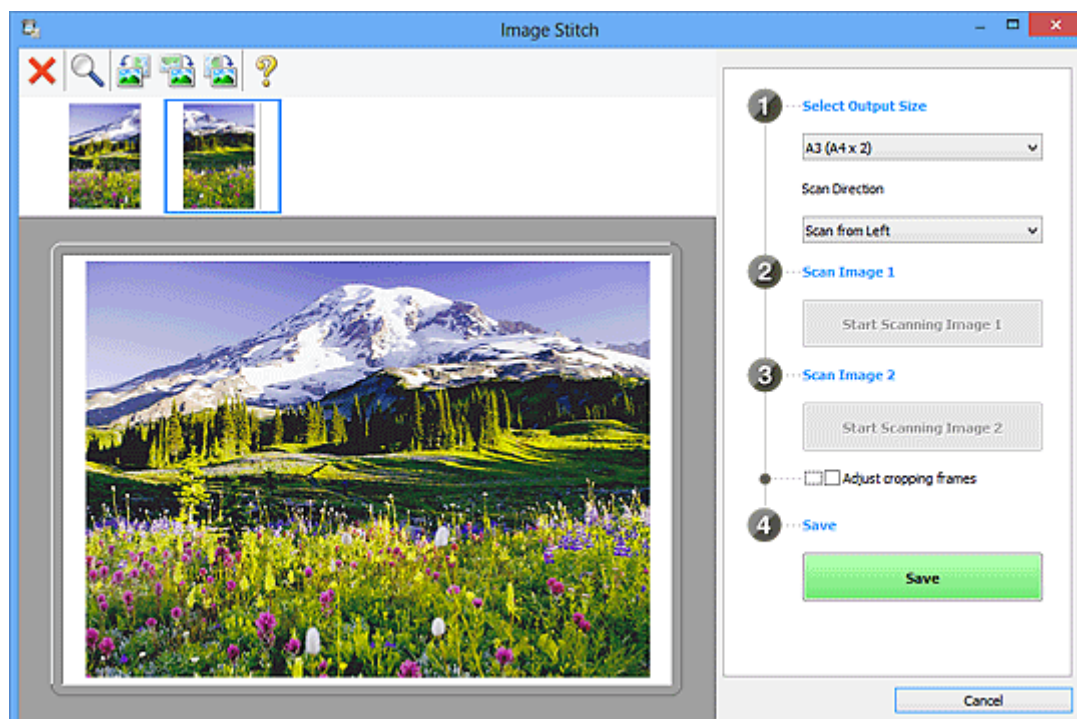 Image Stitch
1
Select Output Size
A3 (A4 x 2)
Scan Direction
Scan from Left
2
Scan Image 1
Start Scanning Image 1
3
Scan Image 2
Start Scanning Image 2
Adjust cropping frames
4
Save
Save
Cancel